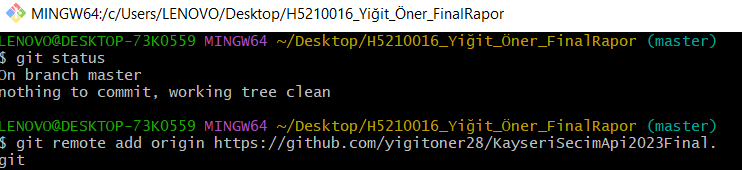 MINGW64:/c/Users/LENOVO/Desktop/H5210016_Yiğit_Öner_FinalRapor
LENOVO@DESKTOP-73K0559 MINGW64 ~/Desktop/H5210016_Yiğit_Öner_FinalRapor (master)
$ git status
On branch master
nothing to commit, working tree clean
LENOVO@DESKTOP-73K0559 MINGW64 ~/Desktop/H5210016_Yiğit_Öner_FinalRapor (master)
$ git remote add origin https://github.com/yigitoner28/KayseriSecimApi2023Final.
git